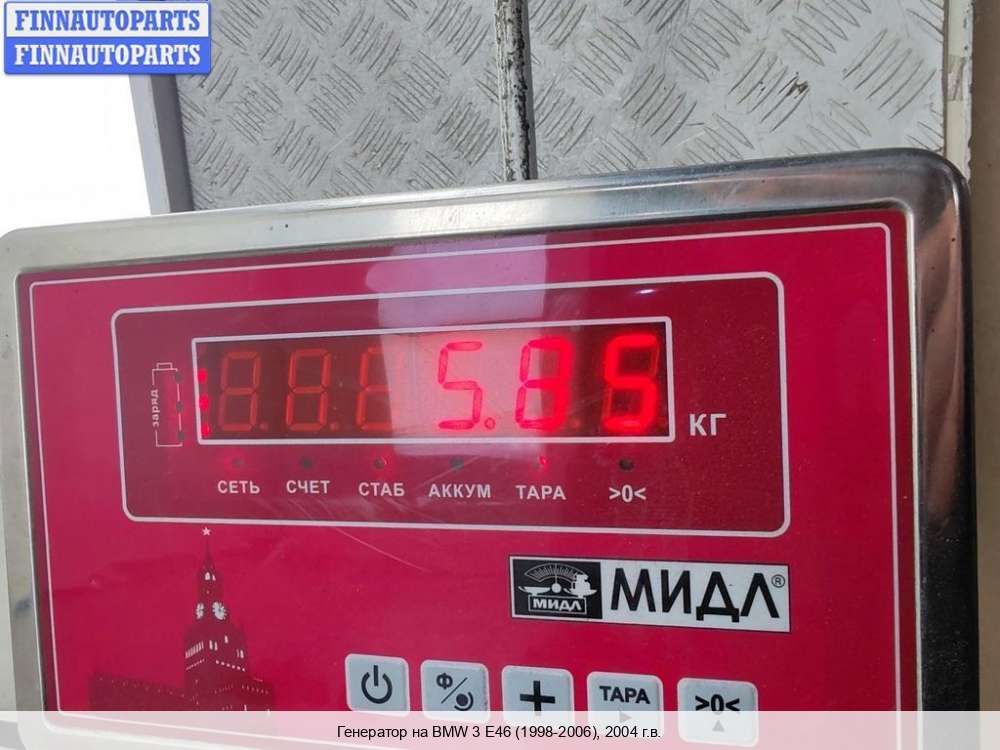 FINNAUTOPARTS
FINNAUTOPARTS
заряд
5.85
КГ
СЕТЬ СЧЕТ СТАБ АККУМ ТАРА >0<
МИДЛ МИДЛ®
Ф
+ ТАРА >0<
Генератор на BMW 3 E46 (1998-2006), 2004 г.в.